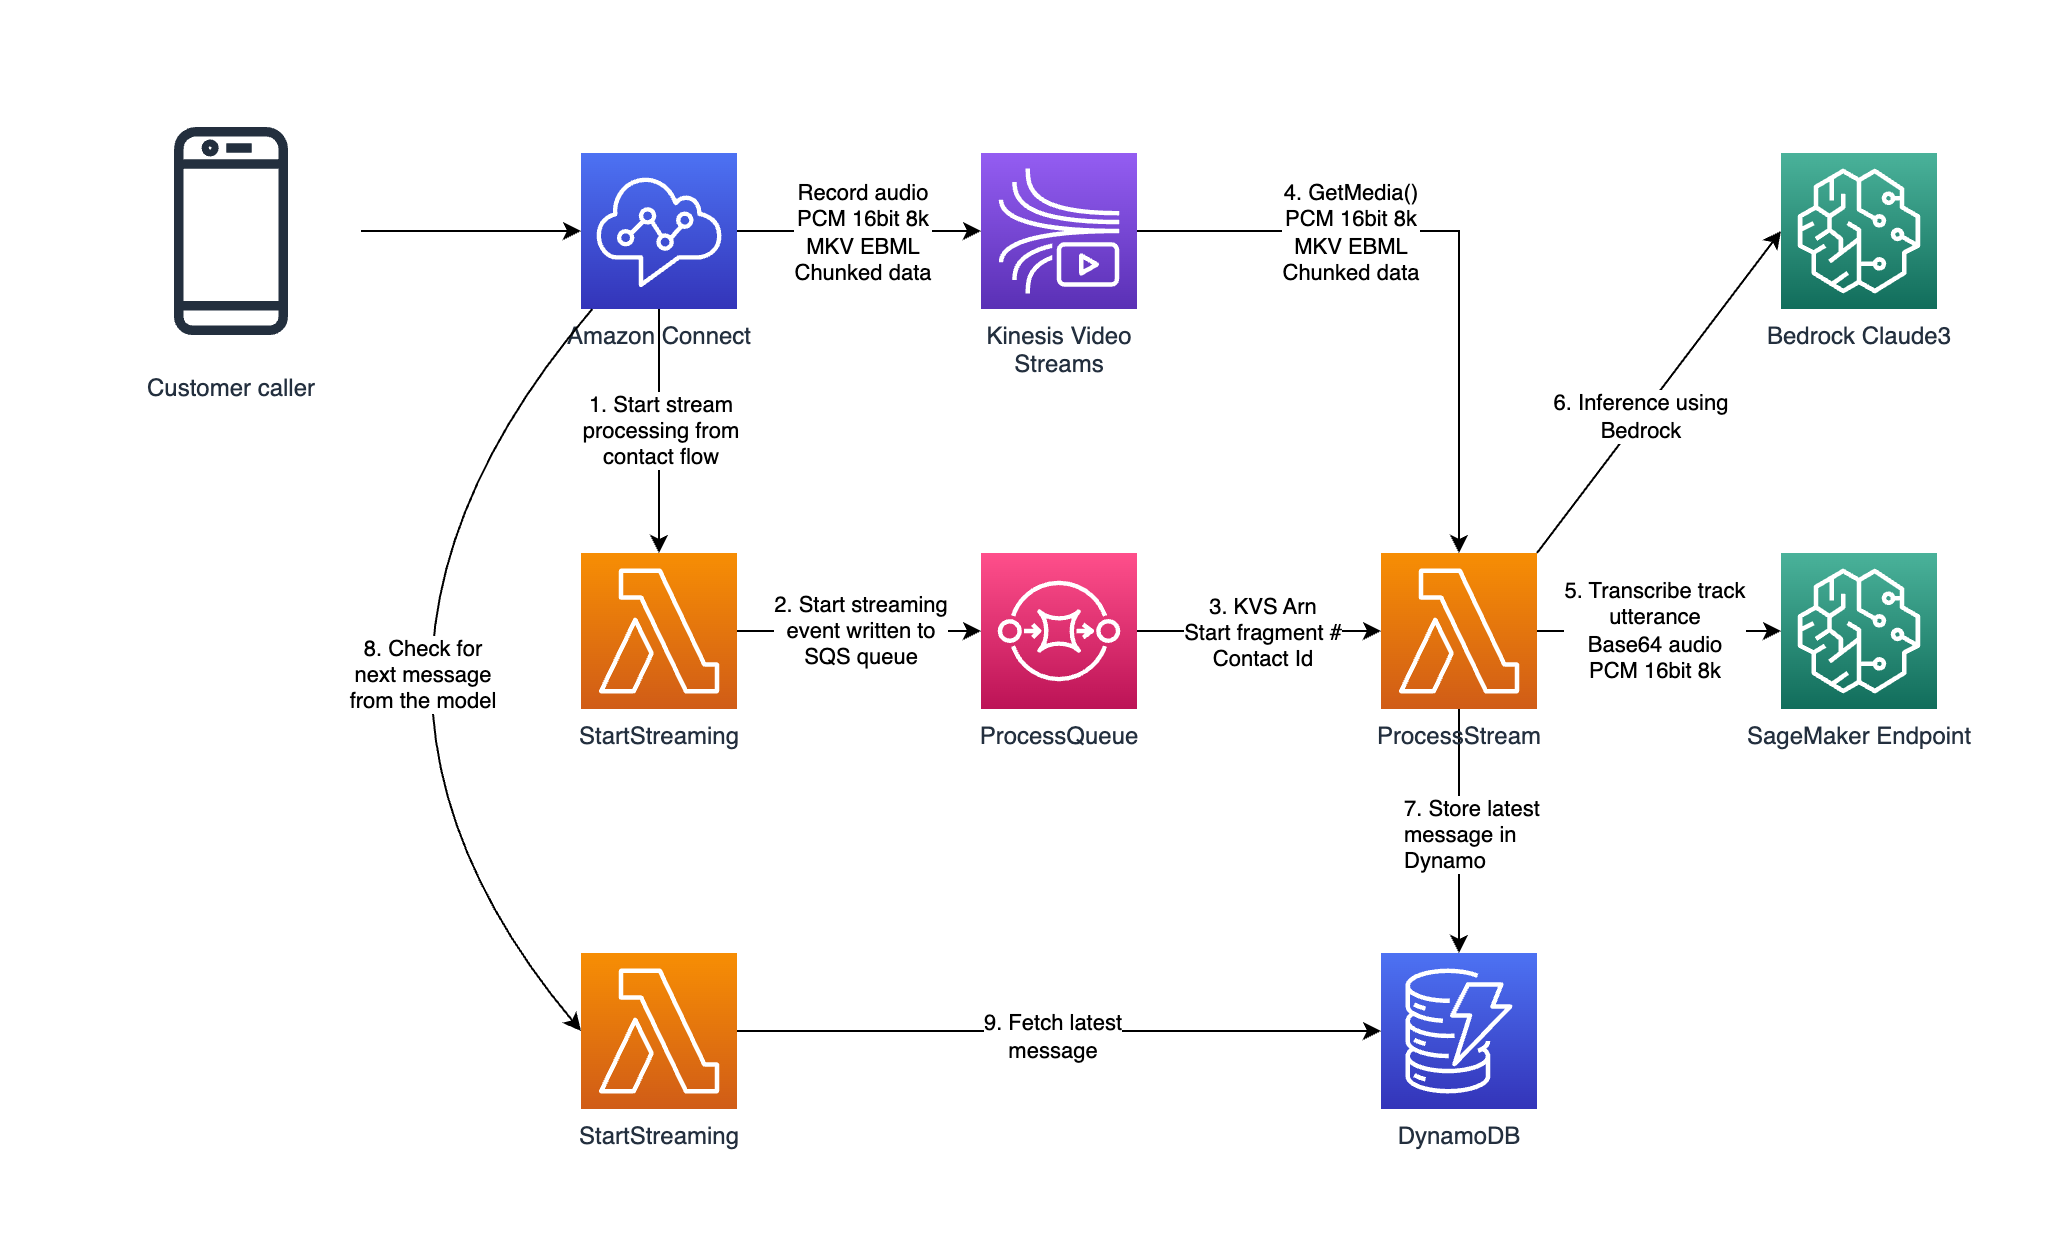 Customer caller
Amazon Connect
Record audio
PCM 16bit 8k
MKV EBML
Chunked data
Kinesis Video
Streams
4. GetMedia()
PCM 16bit 8k
MKV EBML
Chunked data
Bedrock Claude3
1. Start stream
processing from
contact flow
6. Inference using
Bedrock
StartStreaming
2. Start streaming
event written to
SQS queue
ProcessQueue
3. KVS Arn
Start fragment #
Contact Id
ProcessStream
5. Transcribe track
utterance
Base64 audio
PCM 16bit 8k
SageMaker Endpoint
8. Check for
next message
from the model
7. Store latest
message in
Dynamo
StartStreaming
9. Fetch latest
message
DynamoDB